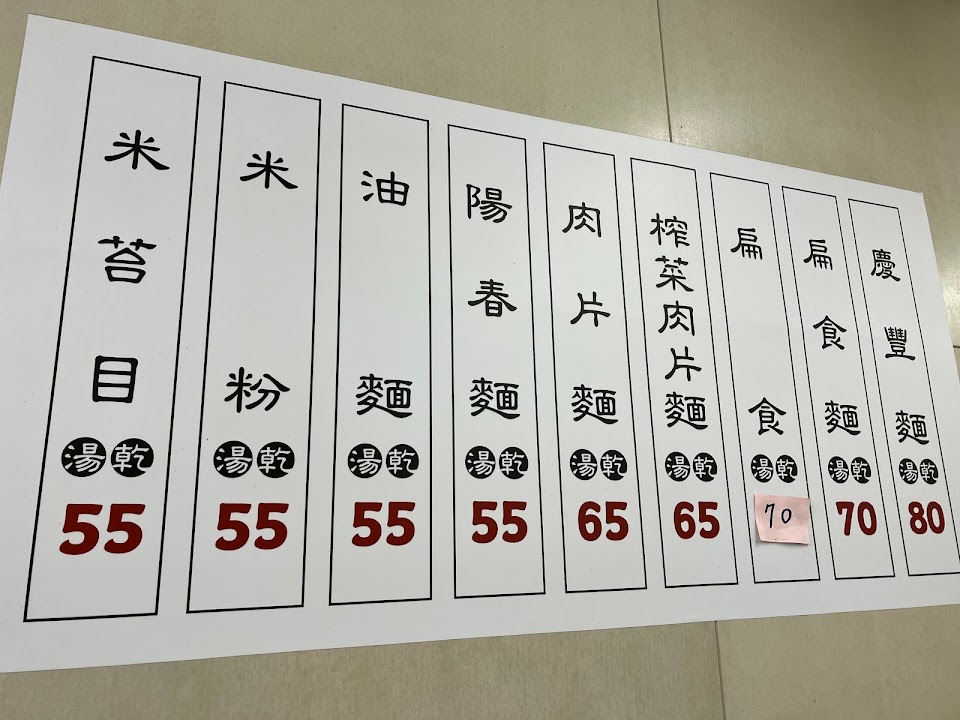 慶豐麵 湯乾 80
扁食麵 湯乾 70
扁食 湯乾 70
榨菜肉片麵 湯乾 65
肉片麵 湯乾 65
陽春麵 湯乾 55
油麵 湯乾 55
米粉 湯乾 55
米苔目 湯乾 55